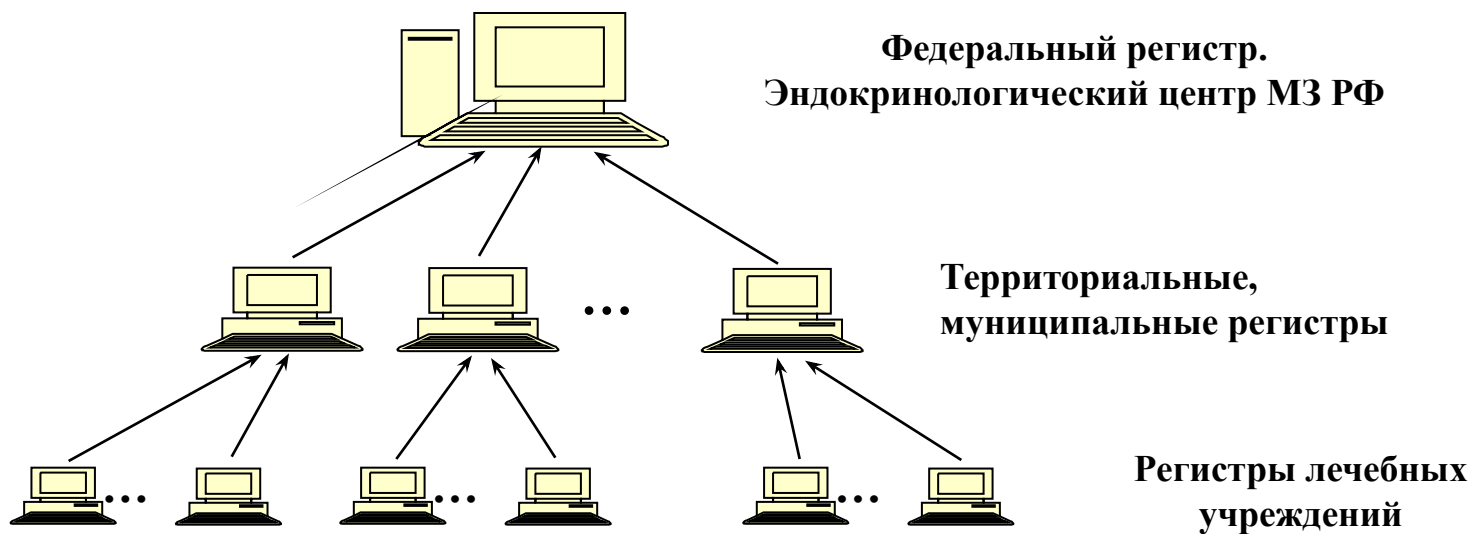 Федеральный регистр.
Эндокринологический центр МЗ РФ
...
Территориальные,
муниципальные регистры
... ... ...
Регистры лечебных
учреждений